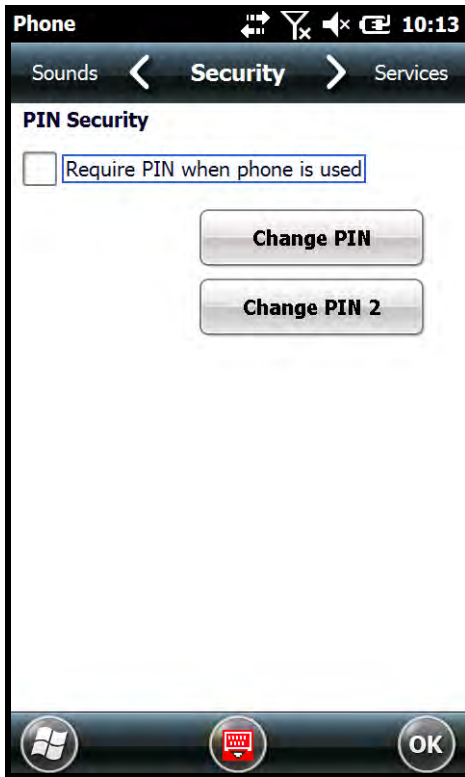 Phone 10:13
Sounds Security Services
PIN Security
Require PIN when phone is used
Change PIN
Change PIN 2
OK